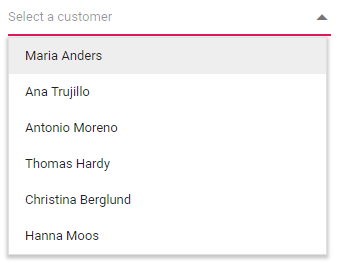 Select a customer
Maria Anders
Ana Trujillo
Antonio Moreno
Thomas Hardy
Christina Berglund
Hanna Moos